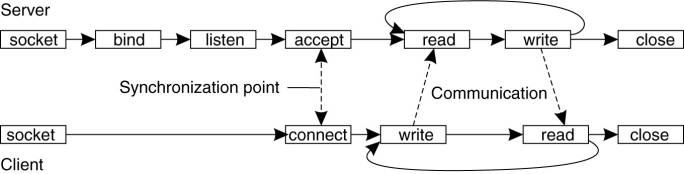 Server
socket bind listen accept read write close
Synchronization point
Communication
socket connect write read close
Client